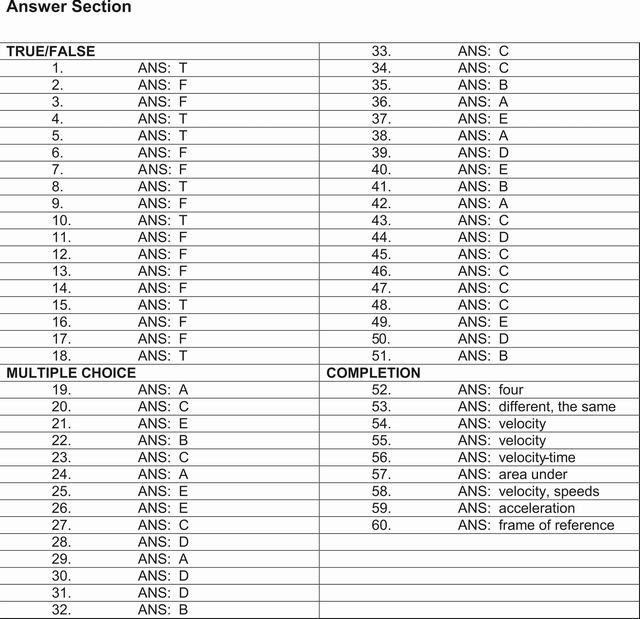 Answer Section
TRUE/FALSE
1. ANS: T
2. ANS: F
3. ANS: F
4. ANS: T
5. ANS: T
6. ANS: F
7. ANS: F
8. ANS: T
9. ANS: F
10. ANS: T
11. ANS: F
12. ANS: F
13. ANS: F
14. ANS: F
15. ANS: T
16. ANS: F
17. ANS: F
18. ANS: T
MULTIPLE CHOICE
19. ANS: A
20. ANS: C
21. ANS: E
22. ANS: B
23. ANS: C
24. ANS: A
25. ANS: E
26. ANS: E
27. ANS: C
28. ANS: D
29. ANS: A
30. ANS: D
31. ANS: D
32. ANS: B
33. ANS: C
34. ANS: C
35. ANS: B
36. ANS: A
37. ANS: E
38. ANS: A
39. ANS: D
40. ANS: E
41. ANS: B
42. ANS: A
43. ANS: C
44. ANS: D
45. ANS: C
46. ANS: C
47. ANS: C
48. ANS: C
49. ANS: E
50. ANS: D
51. ANS: B
COMPLETION
52. ANS: four
53. ANS: different, the same
54. ANS: velocity
55. ANS: velocity
56. ANS: velocity-time
57. ANS: area under
58. ANS: velocity, speeds
59. ANS: acceleration
60. ANS: frame of reference